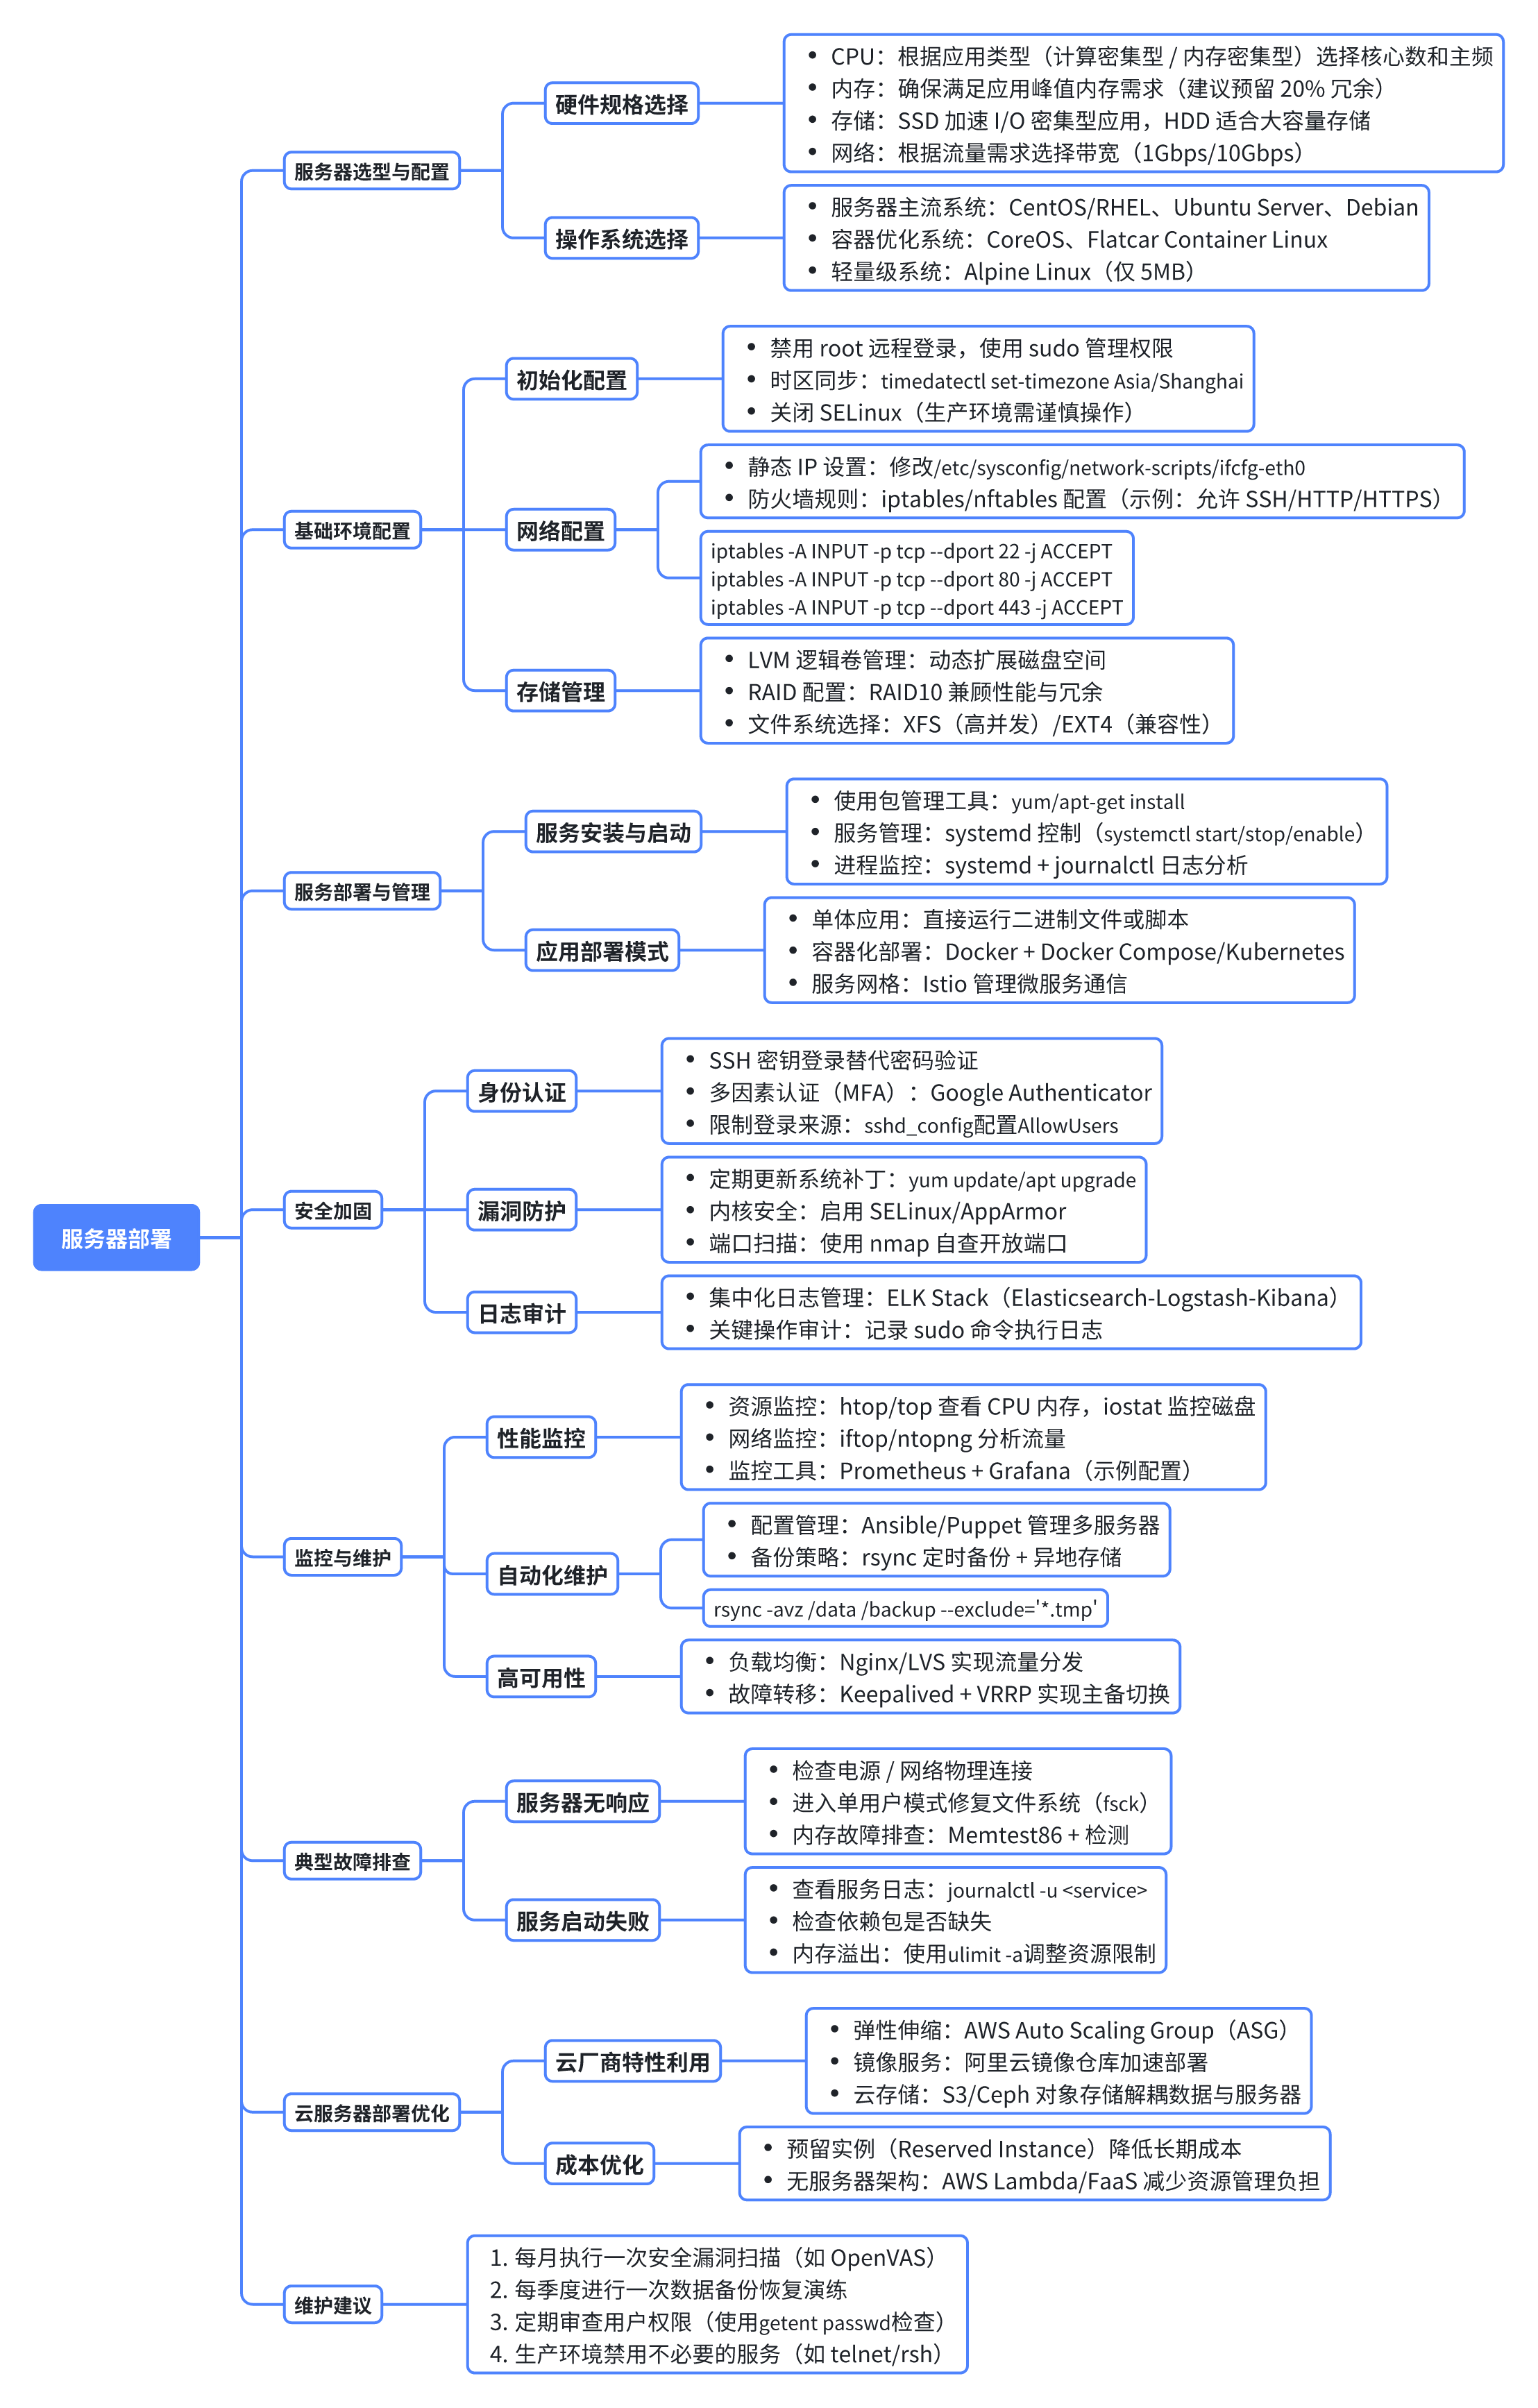 服务器部署
服务器选型与配置
硬件规格选择
CPU：根据应用类型（计算密集型 / 内存密集型）选择核心数和主频
内存：确保满足应用峰值内存需求（建议预留 20% 冗余）
存储：SSD 加速 I/O 密集型应用，HDD 适合大容量存储
网络：根据流量需求选择带宽（1Gbps/10Gbps）
操作系统选择
服务器主流系统：CentOS/RHEL、Ubuntu Server、Debian
容器优化系统：CoreOS、Flatcar Container Linux
轻量级系统：Alpine Linux（仅 5MB）
基础环境配置
初始化配置
禁用 root 远程登录，使用 sudo 管理权限
时区同步：timedatectl set-timezone Asia/Shanghai
关闭 SELinux（生产环境需谨慎操作）
网络配置
静态 IP 设置：修改/etc/sysconfig/network-scripts/ifcfg-eth0
防火墙规则：iptables/nftables 配置（示例：允许 SSH/HTTP/HTTPS）
iptables -A INPUT -p tcp --dport 22 -j ACCEPT
iptables -A INPUT -p tcp --dport 80 -j ACCEPT
iptables -A INPUT -p tcp --dport 443 -j ACCEPT
存储管理
LVM 逻辑卷管理：动态扩展磁盘空间
RAID 配置：RAID10 兼顾性能与冗余
文件系统选择：XFS（高并发）/EXT4（兼容性）
服务部署与管理
服务安装与启动
使用包管理工具：yum/apt-get install
服务管理：systemd 控制（systemctl start/stop/enable）
进程监控：systemd + journalctl 日志分析
应用部署模式
单体应用：直接运行二进制文件或脚本
容器化部署：Docker + Docker Compose/Kubernetes
服务网格：Istio 管理微服务通信
安全加固
身份认证
SSH 密钥登录替代密码验证
多因素认证（MFA）：Google Authenticator
限制登录来源：sshd_config配置AllowUsers
漏洞防护
定期更新系统补丁：yum update/apt upgrade
内核安全：启用 SELinux/AppArmor
端口扫描：使用 nmap 自查开放端口
日志审计
集中化日志管理：ELK Stack（Elasticsearch-Logstash-Kibana）
关键操作审计：记录 sudo 命令执行日志
监控与维护
性能监控
资源监控：htop/top 查看 CPU 内存，iostat 监控磁盘
网络监控：iftop/ntopng 分析流量
监控工具：Prometheus + Grafana（示例配置）
自动化维护
配置管理：Ansible/Puppet 管理多服务器
备份策略：rsync 定时备份 + 异地存储
rsync -avz /data /backup --exclude='*.tmp'
高可用性
负载均衡：Nginx/LVS 实现流量分发
故障转移：Keepalived + VRRP 实现主备切换
典型故障排查
服务器无响应
检查电源 / 网络物理连接
进入单用户模式修复文件系统（fsck）
内存故障排查：Memtest86 + 检测
服务启动失败
查看服务日志：journalctl -u <service>
检查依赖包是否缺失
内存溢出：使用ulimit -a调整资源限制
云服务器部署优化
云厂商特性利用
弹性伸缩：AWS Auto Scaling Group（ASG）
镜像服务：阿里云镜像仓库加速部署
云存储：S3/Ceph 对象存储解耦数据与服务器
成本优化
预留实例（Reserved Instance）降低长期成本
无服务器架构：AWS Lambda/FaaS 减少资源管理负担
维护建议
1. 每月执行一次安全漏洞扫描（如 OpenVAS）
2. 每季度进行一次数据备份恢复演练
3. 定期审查用户权限（使用getent passwd检查）
4. 生产环境禁用不必要的服务（如 telnet/rsh）